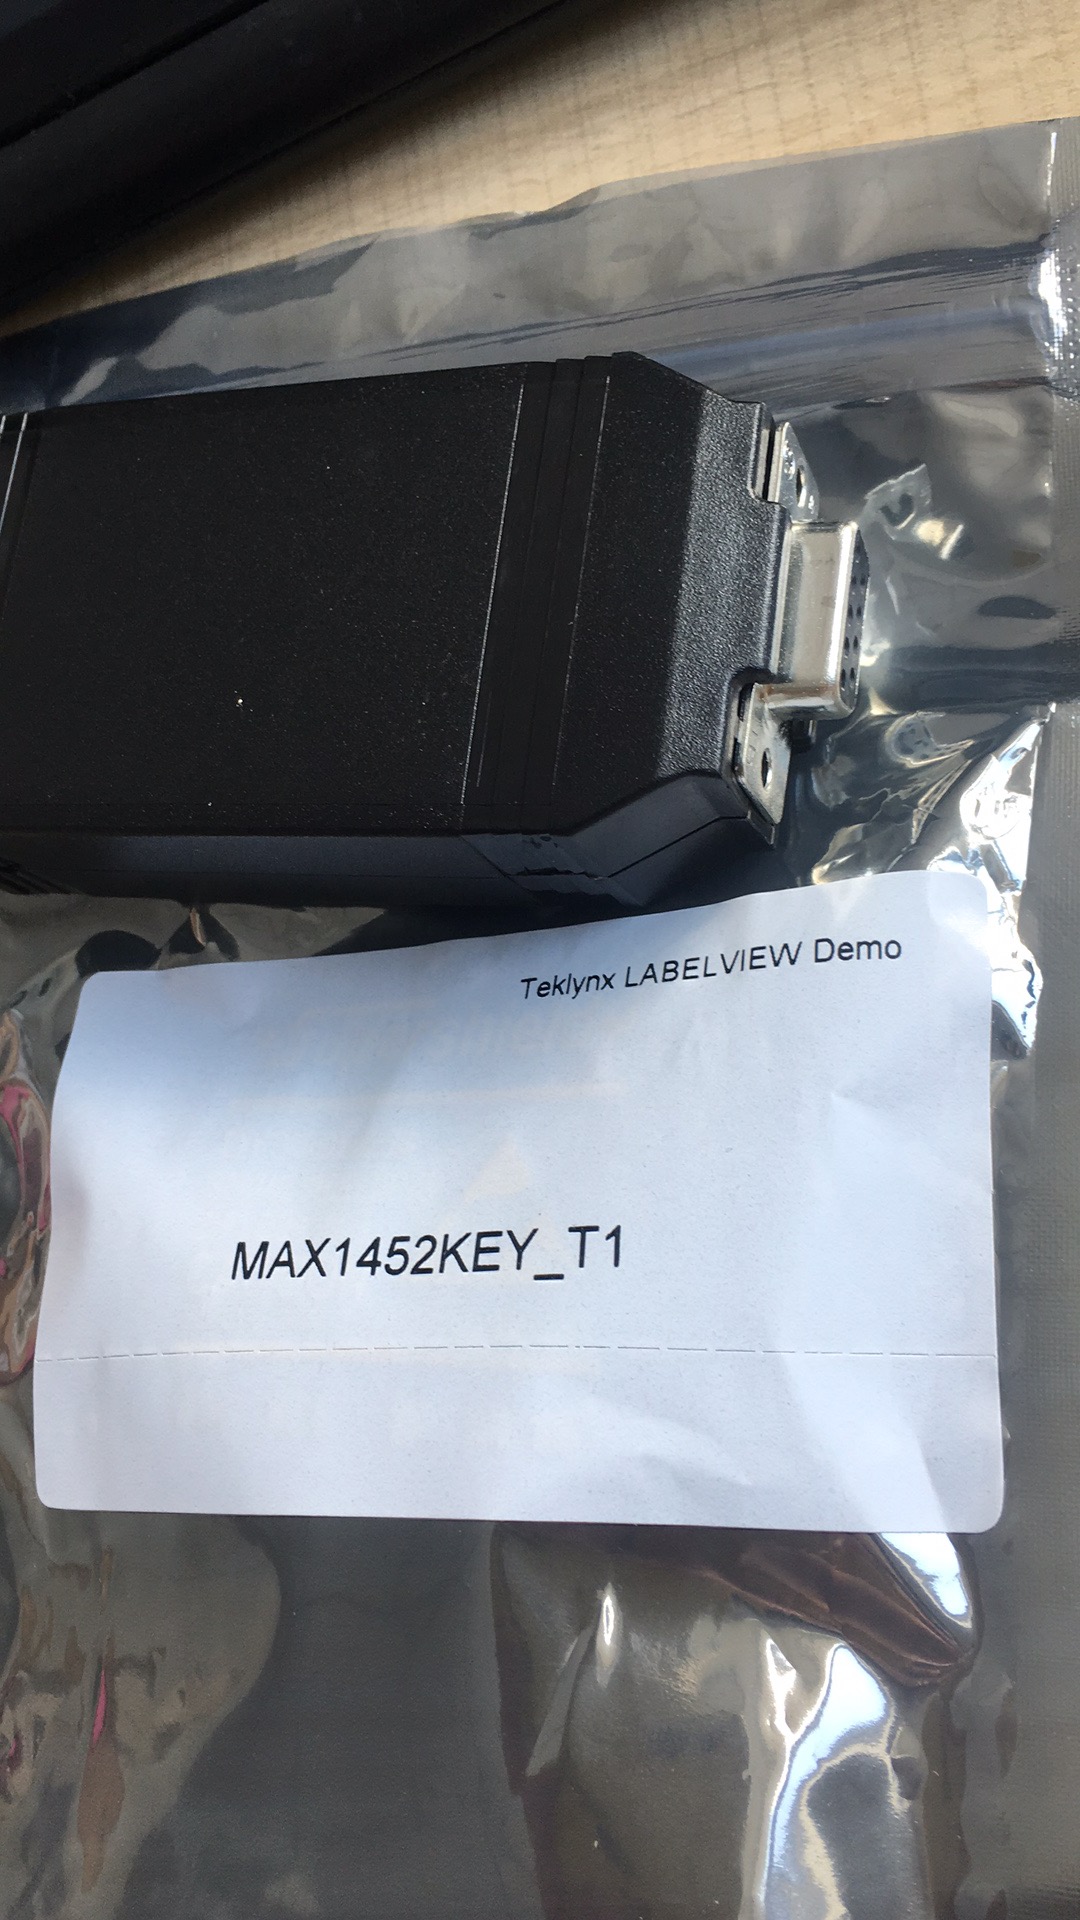 Teklynx LABELVIEW Demo
MAX1452KEY_T1